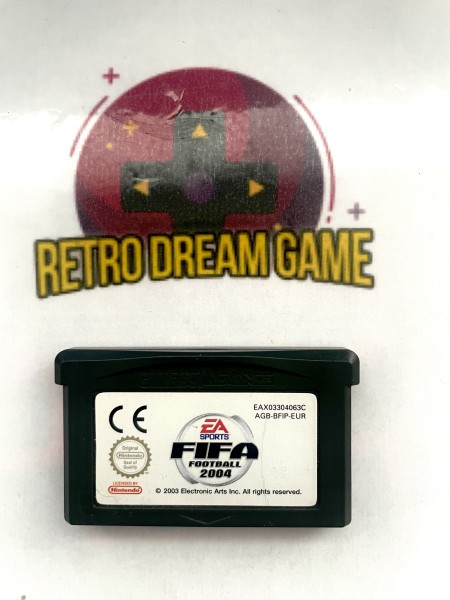 RETRO DREAM GAME
GAME BOY ADVANCE
CE
EAX03304063C
AGB-BFIP-EUR
EA
SPORTS
FIFA
FOOTBALL
2004
Original
Nintendo
Seal of
Quality
LICENSED BY
Nintendo
© 2003 Electronic Arts Inc. All rights reserved.